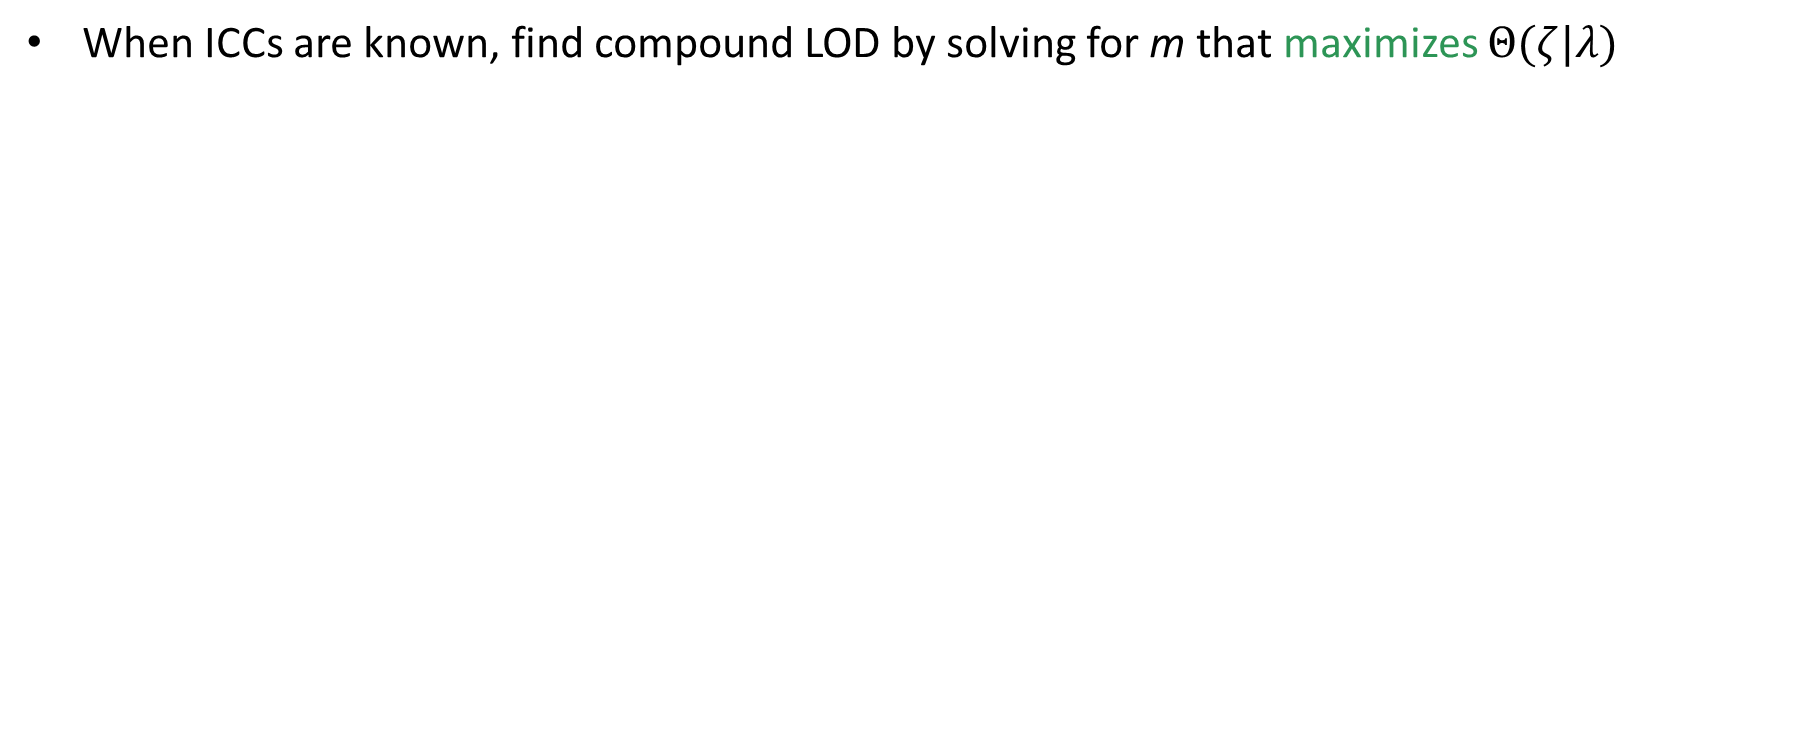 • When ICCs are known, find compound LOD by solving for m that maximizes Θ(ζ|λ)